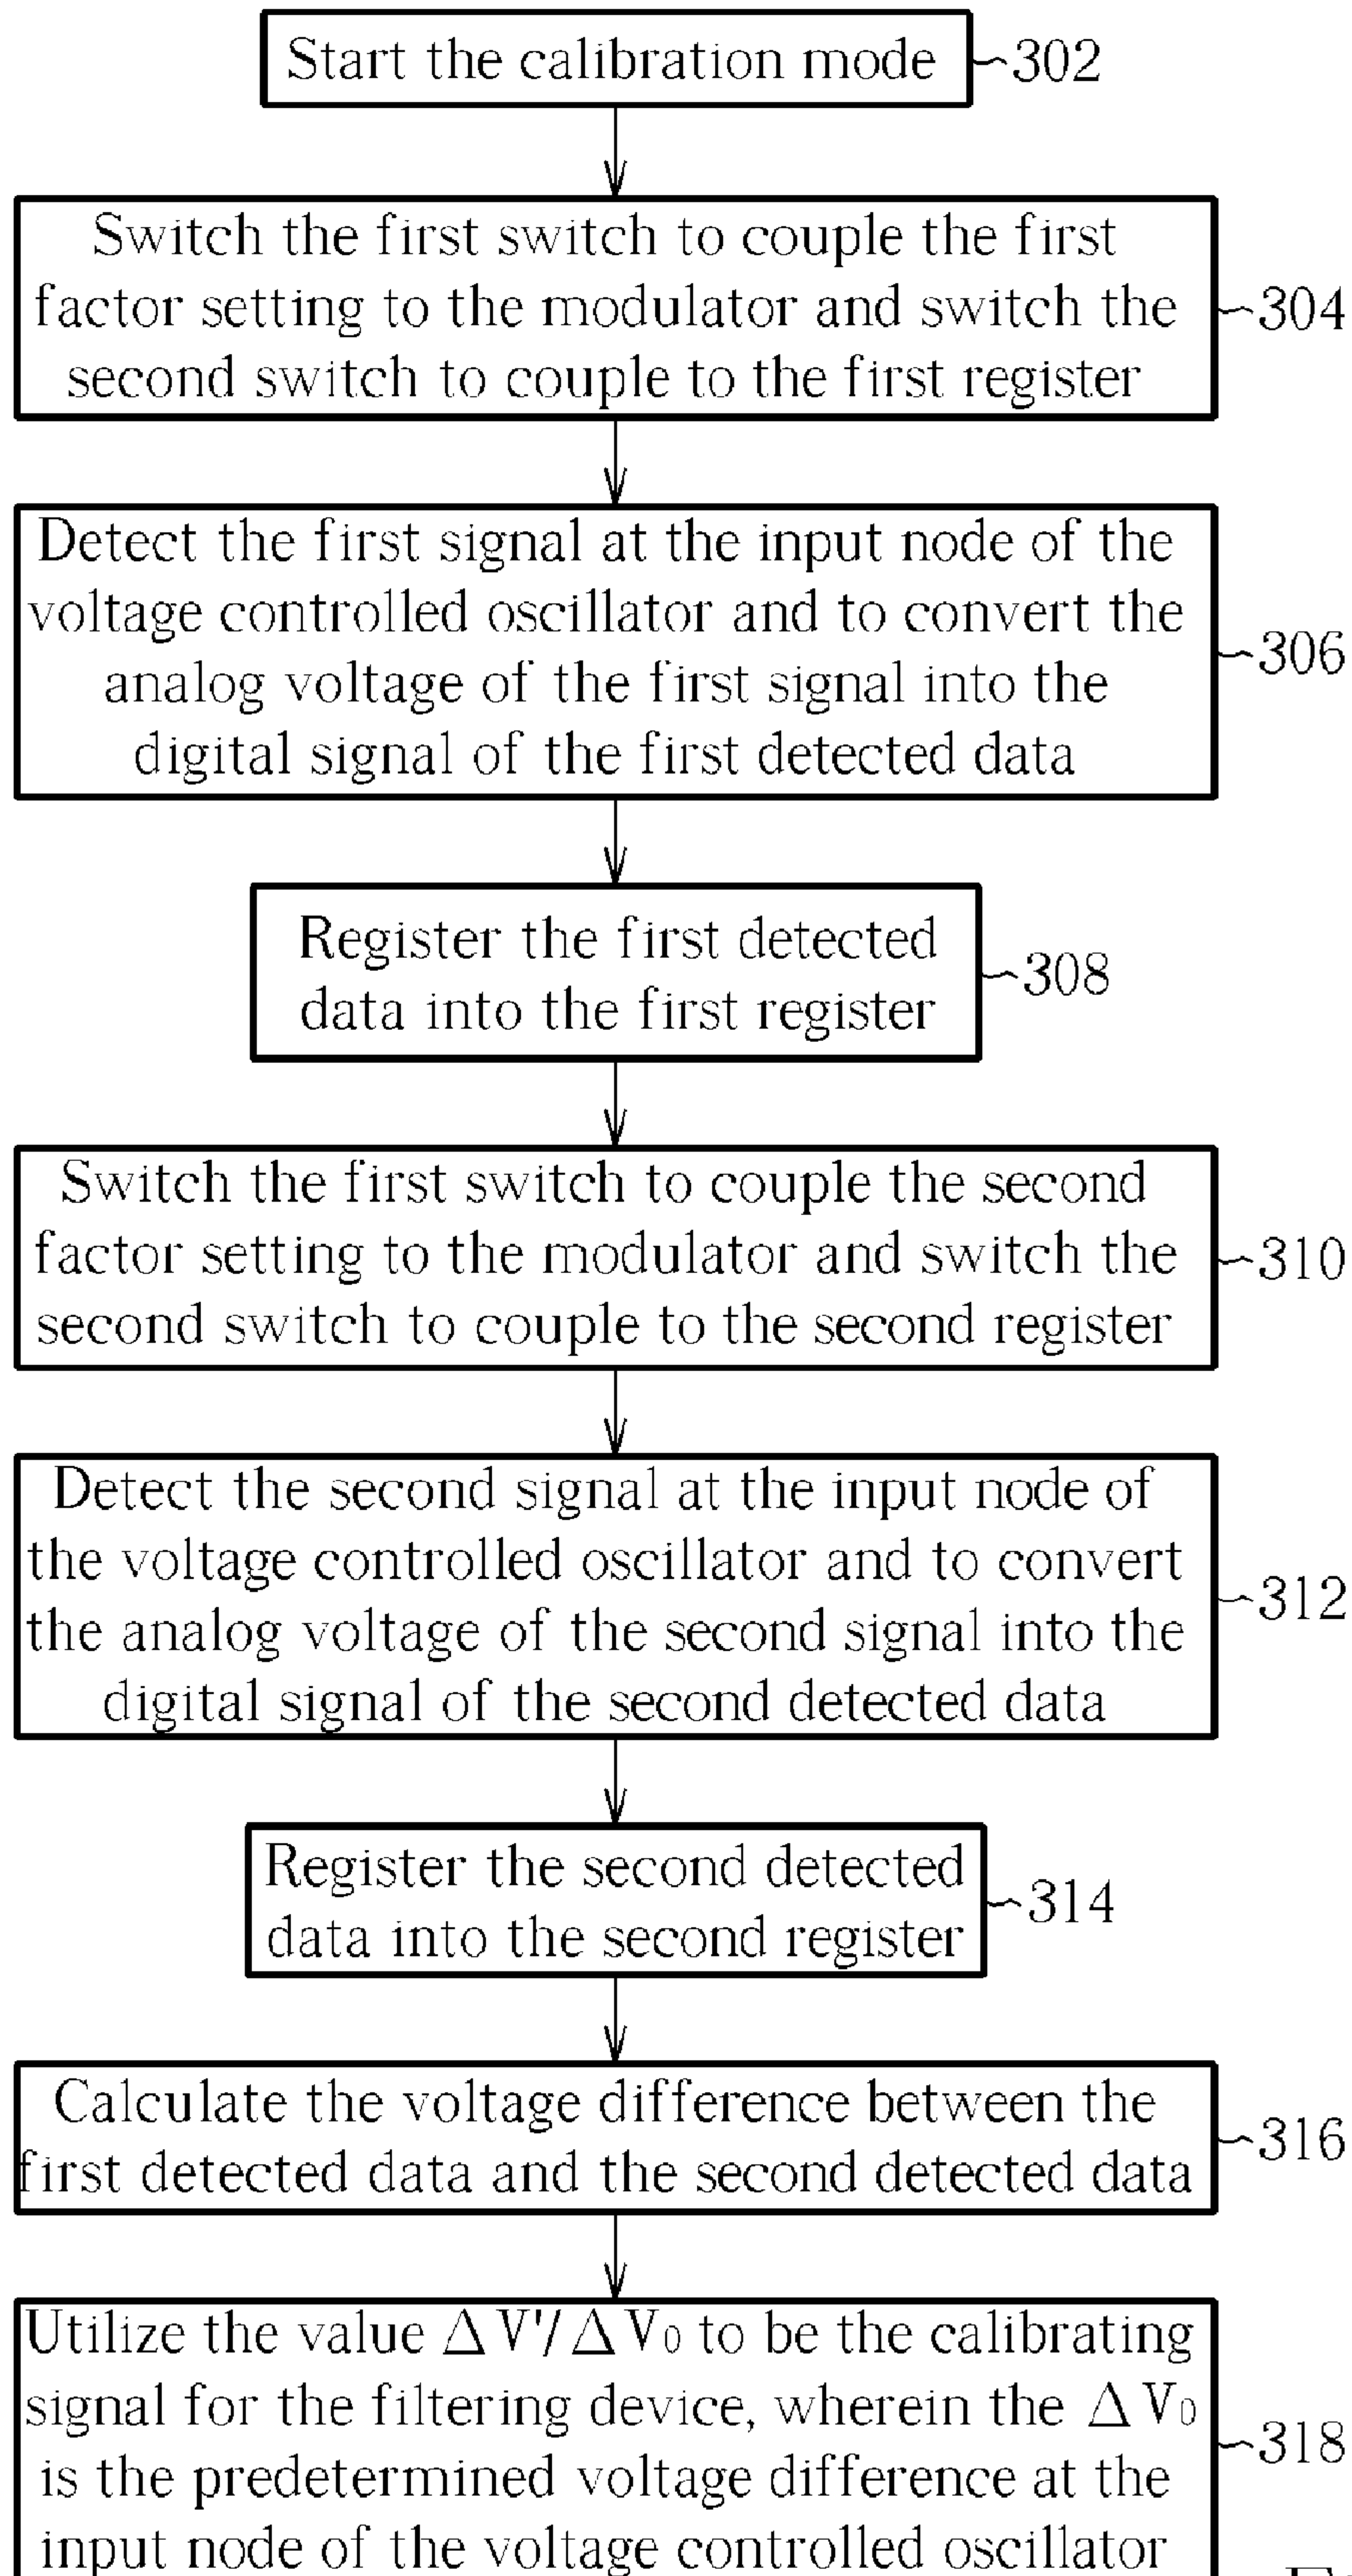 Start the calibration mode
302
Switch the first switch to couple the first
factor setting to the modulator and switch the
second switch to couple to the first register
304
Detect the first signal at the input node of the
voltage controlled oscillator and to convert the
analog voltage of the first signal into the
digital signal of the first detected data
306
Register the first detected
data into the first register
308
Switch the first switch to couple the second
factor setting to the modulator and switch the
second switch to couple to the second register
310
Detect the second signal at the input node of
the voltage controlled oscillator and to convert
the analog voltage of the second signal into the
digital signal of the second detected data
312
Register the second detected
data into the second register
314
Calculate the voltage difference between the
first detected data and the second detected data
316
Utilize the value ΔV'/ΔV₀ to be the calibrating
signal for the filtering device, wherein the ΔV₀
is the predetermined voltage difference at the
input node of the voltage controlled oscillator
318